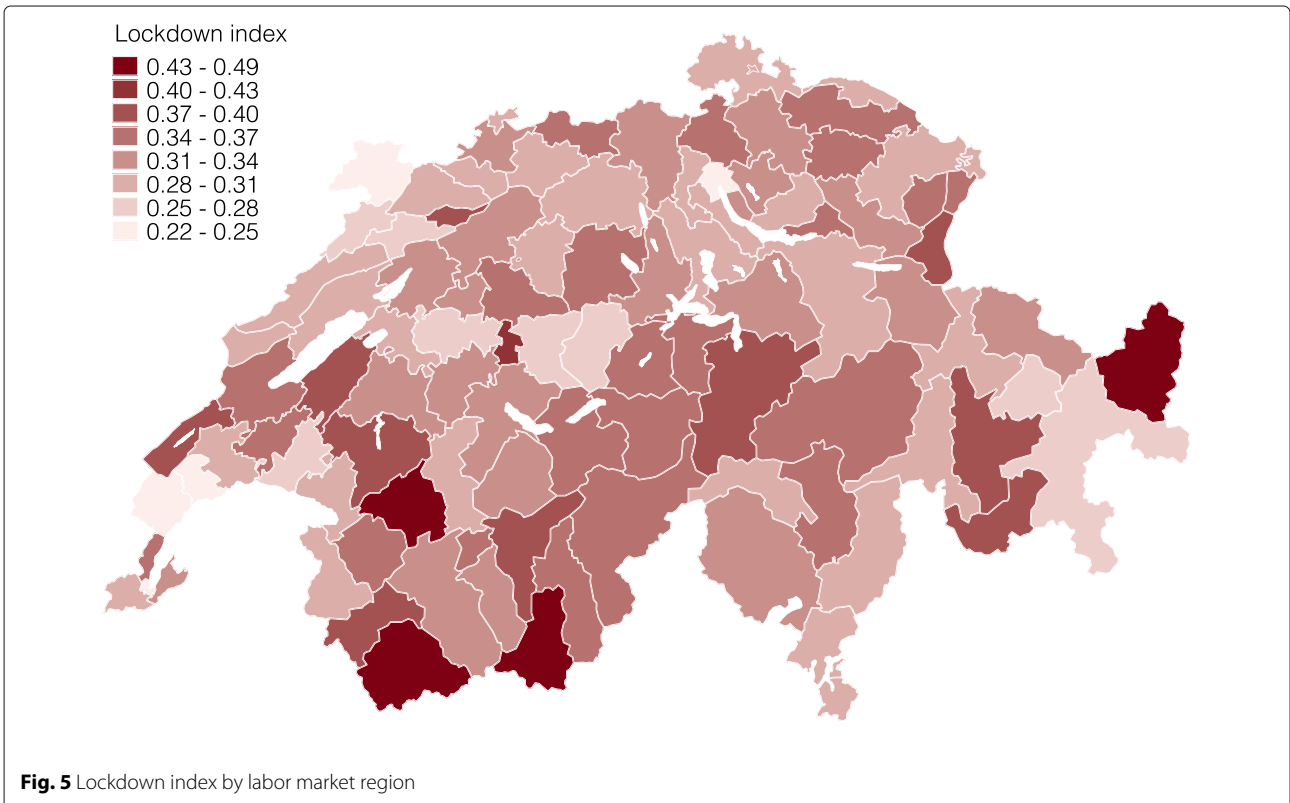 Lockdown index
0.43 - 0.49
0.40 - 0.43
0.37 - 0.40
0.34 - 0.37
0.31 - 0.34
0.28 - 0.31
0.25 - 0.28
0.22 - 0.25
Fig. 5 Lockdown index by labor market region